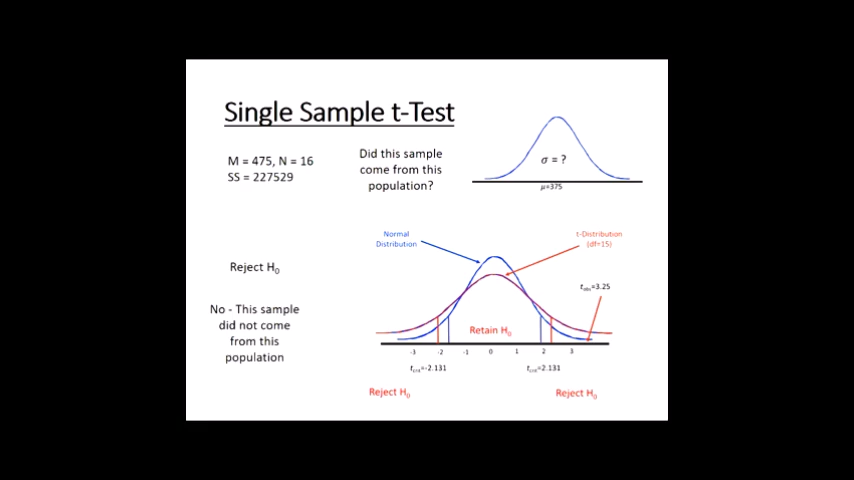 Single Sample t-Test
M = 475, N = 16
SS = 227529
Did this sample
come from this
population?
σ = ?
μ=375
Normal
Distribution
t-Distribution
(df=15)
Reject H0
tobs=3.25
No - This sample
did not come
from this
population
Retain H0
-3 -2 -1 0 1 2 3
tcrit=-2.131
tcrit=2.131
Reject H0
Reject H0